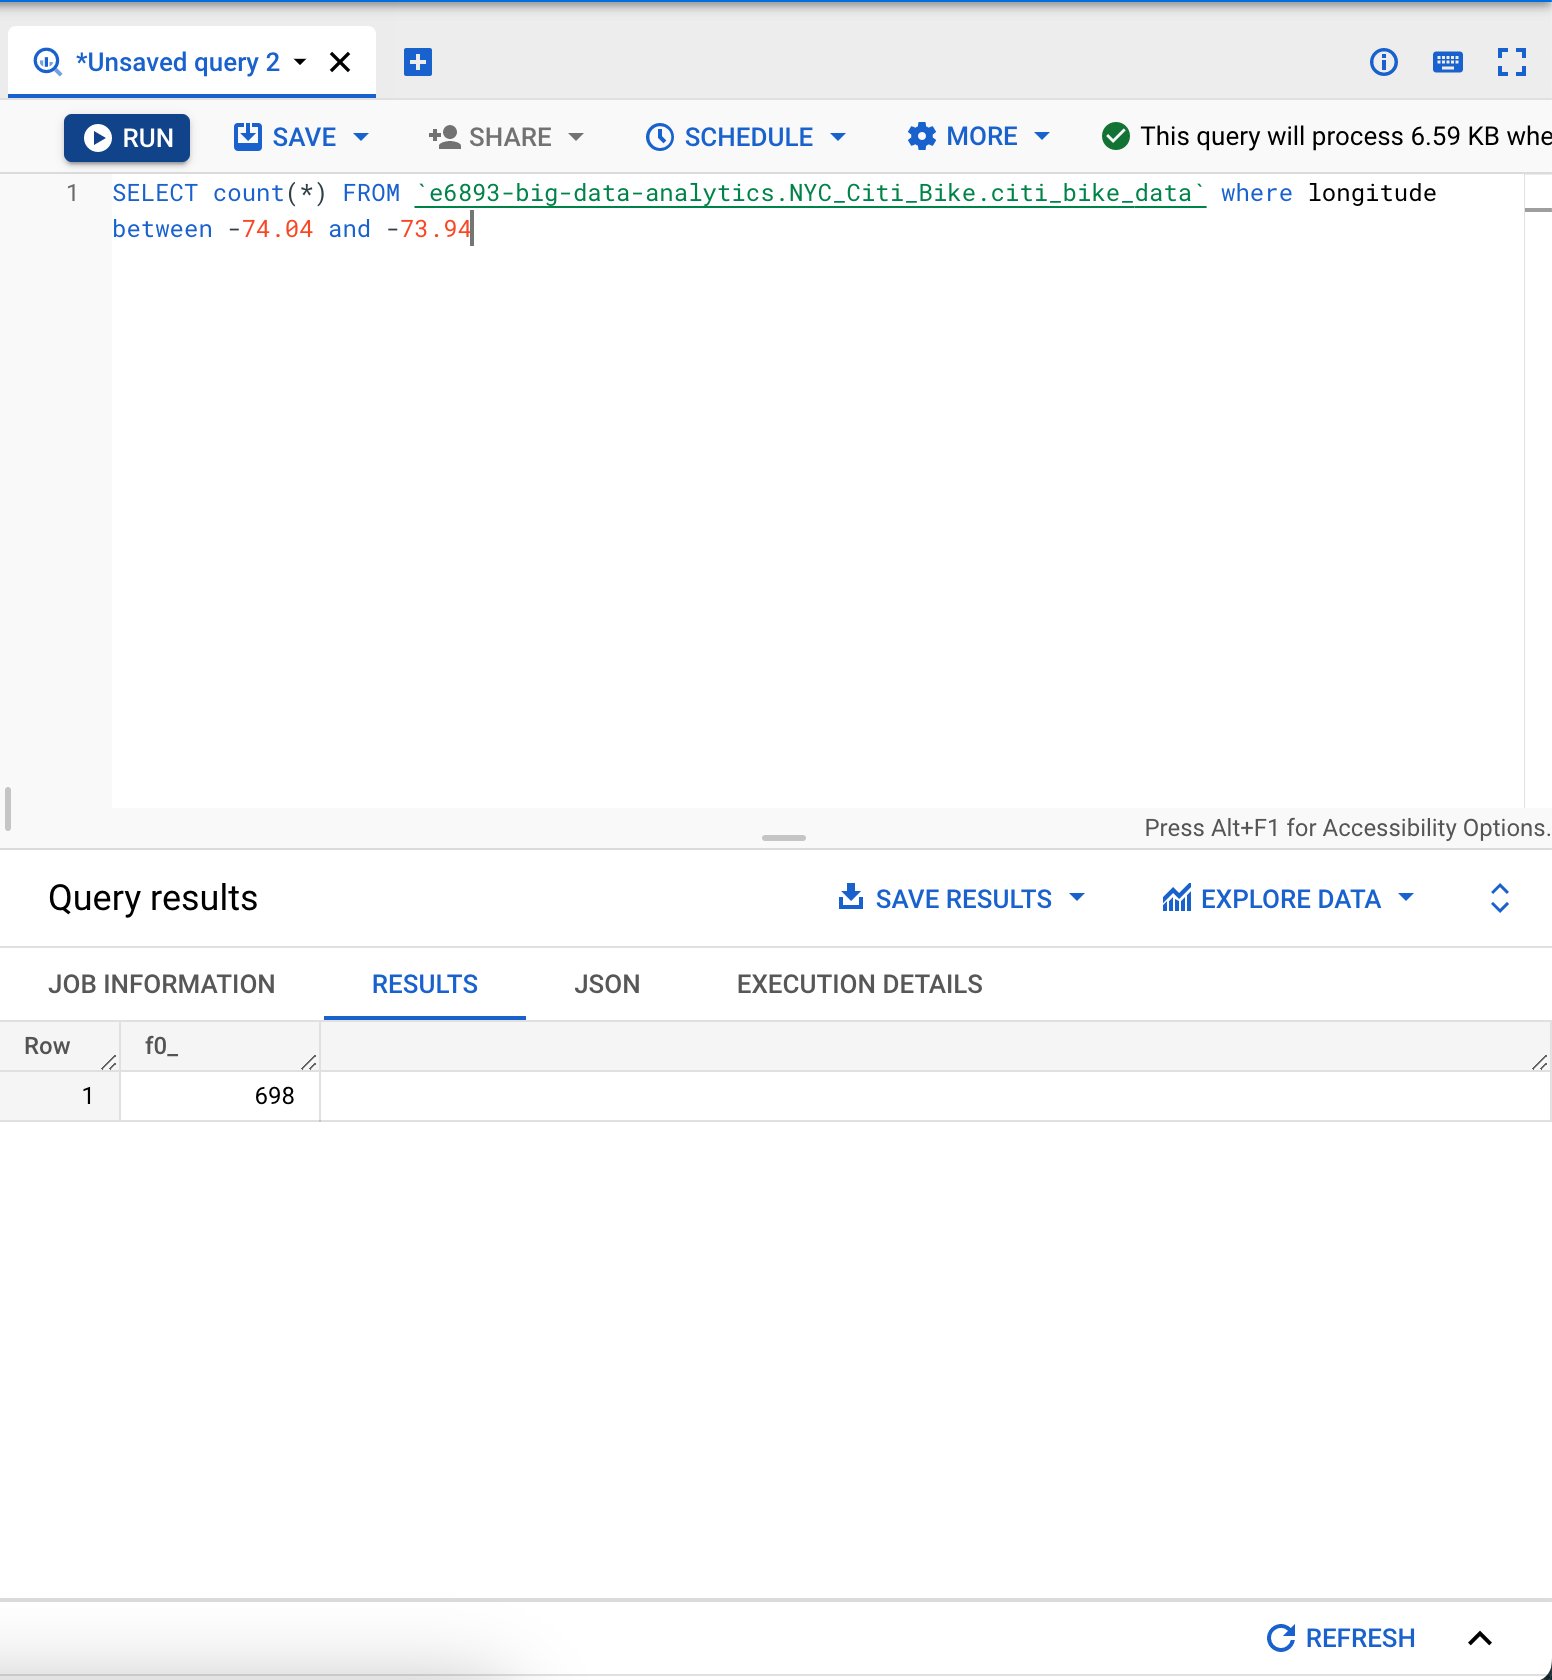 *Unsaved query 2
RUN SAVE SHARE SCHEDULE MORE This query will process 6.59 KB whe
1 SELECT count(*) FROM `e6893-big-data-analytics.NYC_Citi_Bike.citi_bike_data` where longitude
between -74.04 and -73.94
Press Alt+F1 for Accessibility Options.
Query results SAVE RESULTS EXPLORE DATA
JOB INFORMATION RESULTS JSON EXECUTION DETAILS
Row f0_
1 698
REFRESH